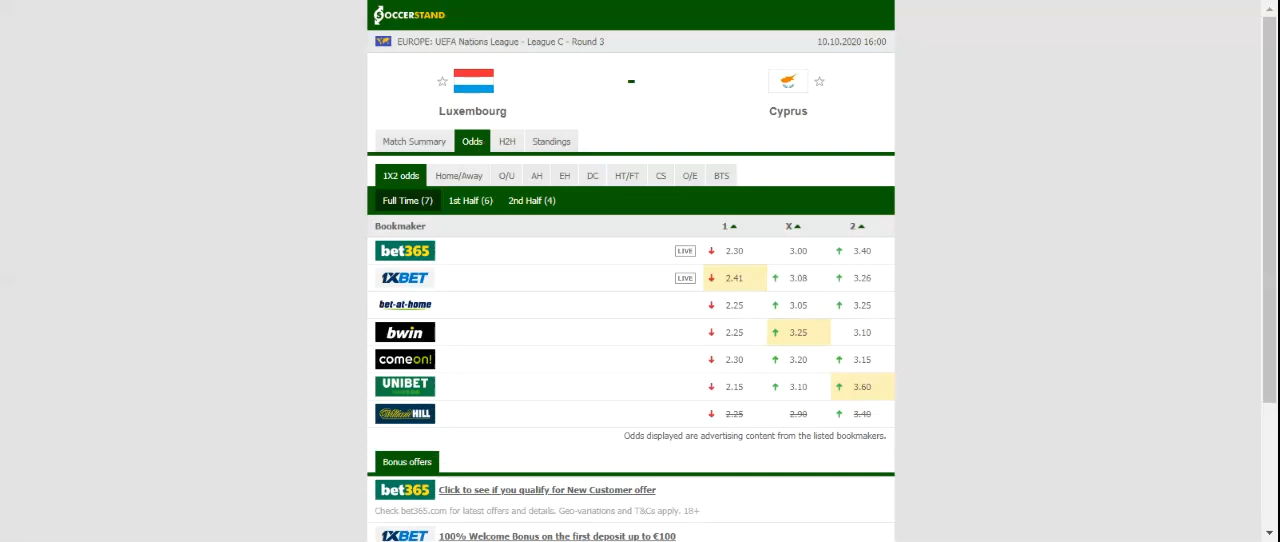 SOCCERSTAND
EUROPE: UEFA Nations League - League C - Round 3 10.10.2020 16:00
-
Luxembourg Cyprus
Match Summary Odds H2H Standings
1X2 odds Home/Away O/U AH EH DC HT/FT CS O/E BTS
Full Time (7) 1st Half (6) 2nd Half (4)
Bookmaker 1 X 2
bet365 LIVE 2.30 3.00 3.40
1XBET LIVE 2.41 3.08 3.26
bet-at-home 2.25 3.05 3.25
bwin 2.25 3.25 3.10
comeon! 2.30 3.20 3.15
UNIBET 2.15 3.10 3.60
William HILL 2.25 2.90 3.40
Odds displayed are advertising content from the listed bookmakers.
Bonus offers
bet365 Click to see if you qualify for New Customer offer
Check bet365.com for latest offers and details. Geo-variations and T&Cs apply. 18+
1XBET 100% Welcome Bonus on the first deposit up to €100